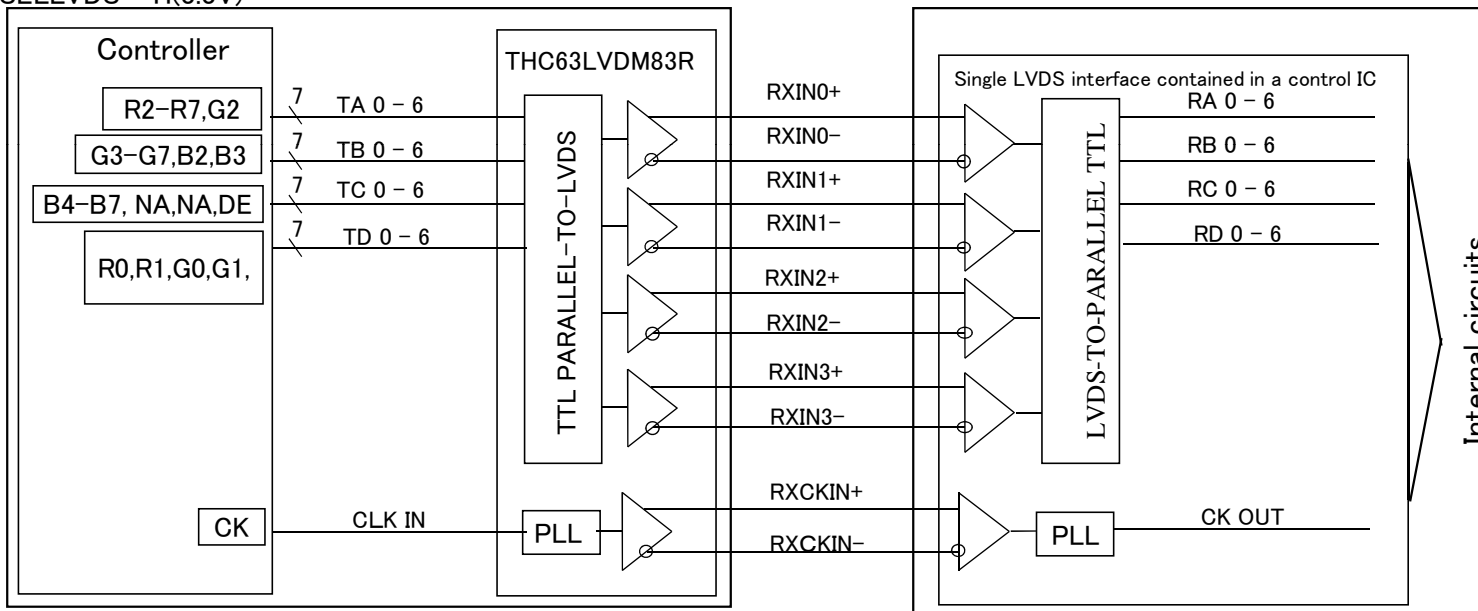 Controller
THC63LVDM83R
Single LVDS interface contained in a control IC
R2-R7,G2
7
TA 0 - 6
RXIN0+
RA 0 - 6
RXIN0-
G3-G7,B2,B3
7
TB 0 - 6
RB 0 - 6
RXIN1+
B4-B7, NA,NA,DE
7
TC 0 - 6
RC 0 - 6
RXIN1-
7
TD 0 - 6
RD 0 - 6
R0,R1,G0,G1,
RXIN2+
RXIN2-
TTL PARALLEL-TO-LVDS
LVDS-TO-PARALLEL TTL
RXIN3+
RXIN3-
Internal circuits
RXCKIN+
CK
CLK IN
PLL
PLL
CK OUT
RXCKIN-